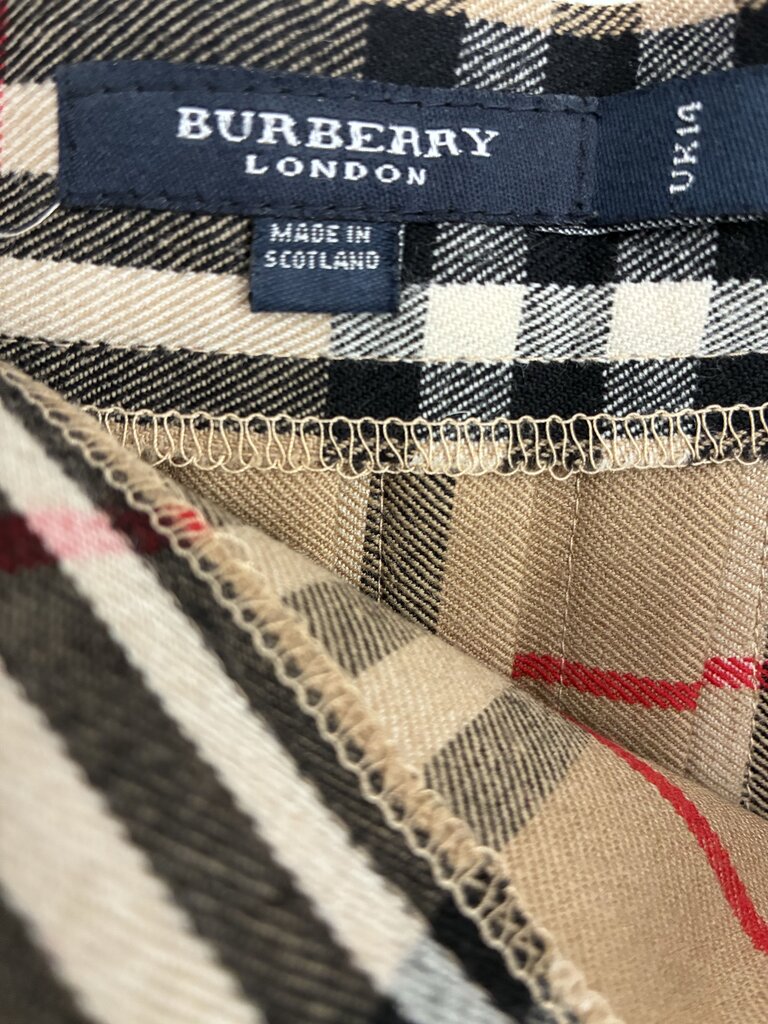 BURBERRY
LONDON
UK14
MADE IN
SCOTLAND